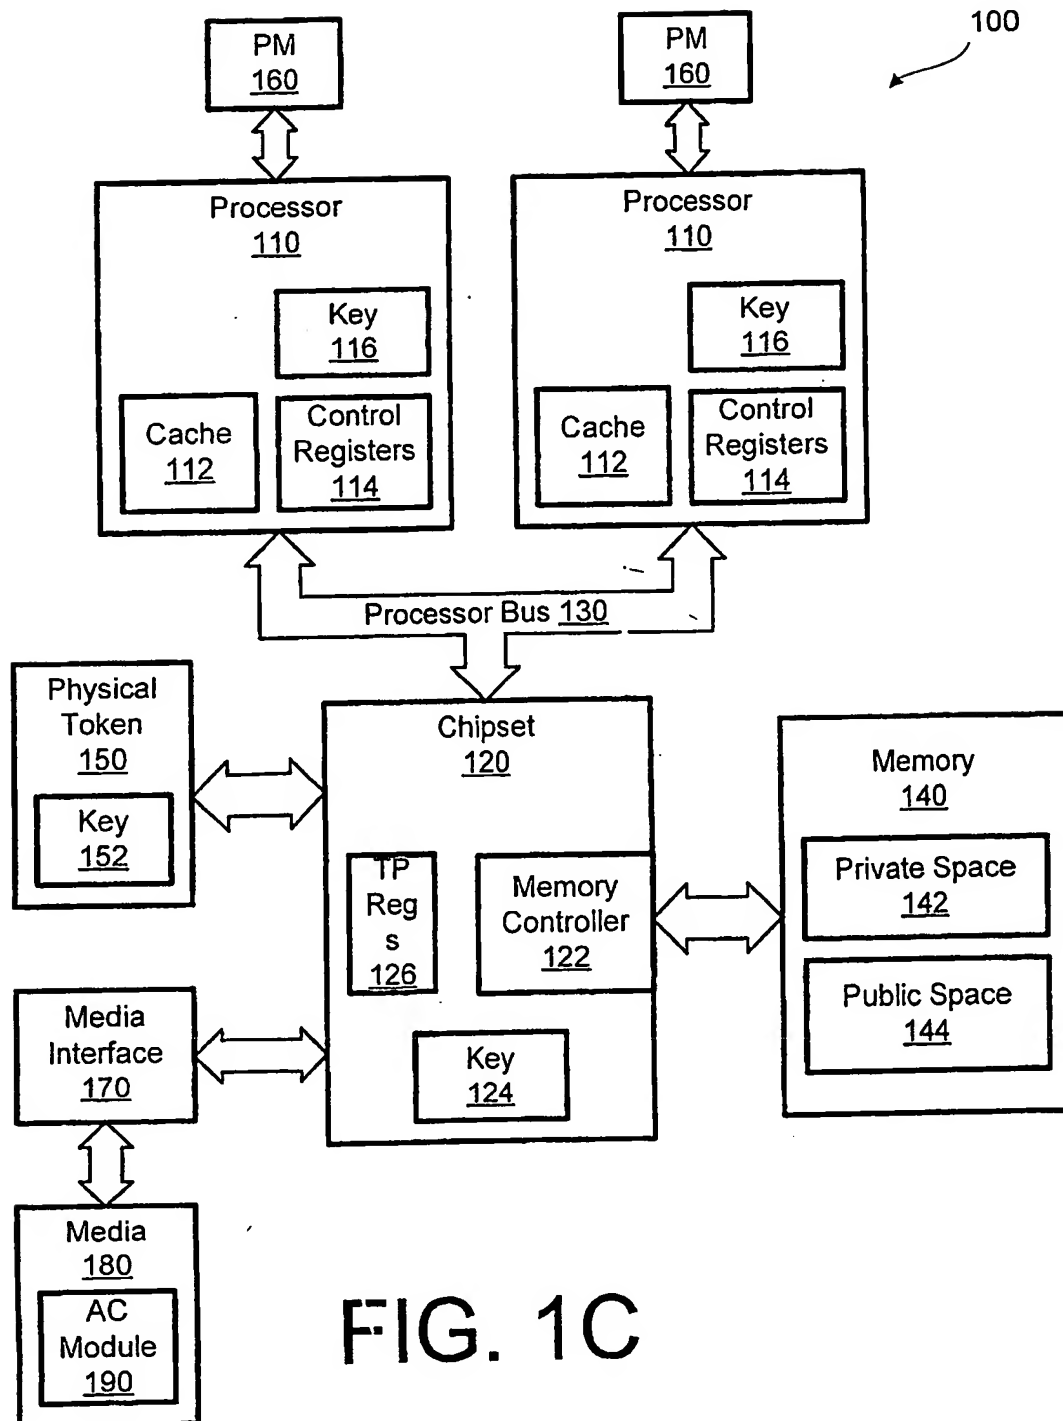 100
PM
160
PM
160
Processor
110
Key
116
Cache
112
Control
Registers
114
Processor
110
Key
116
Cache
112
Control
Registers
114
Processor Bus 130
Physical
Token
150
Key
152
Chipset
120
TP
Reg
s
126
Memory
Controller
122
Key
124
Memory
140
Private Space
142
Public Space
144
Media
Interface
170
Media
180
AC
Module
190
FIG. 1C